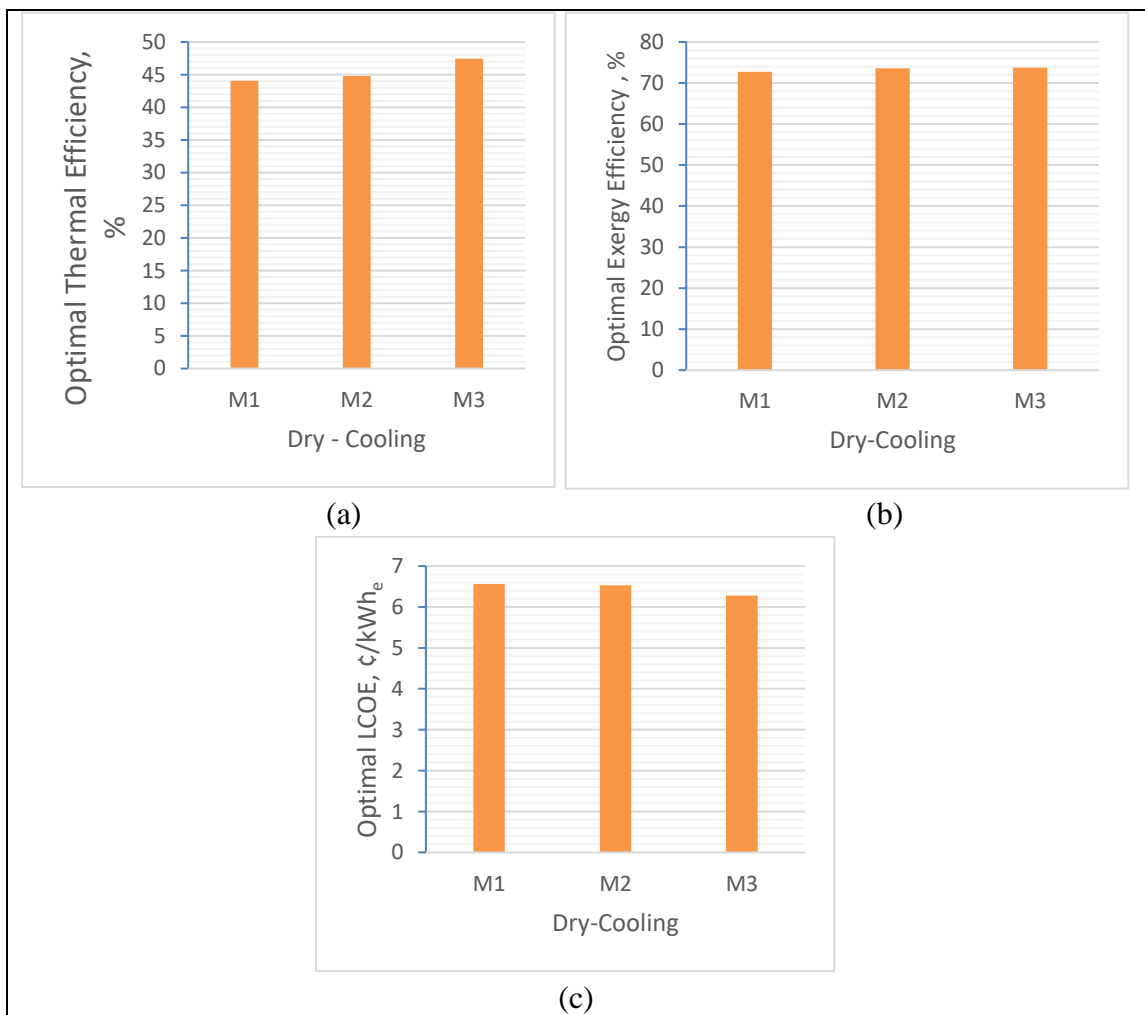 Optimal Thermal Efficiency,
%
50
45
40
35
30
25
20
15
10
5
0
M1 M2 M3
Dry - Cooling
(a)
Optimal Exergy Efficiency , %
80
70
60
50
40
30
20
10
0
M1 M2 M3
Dry-Cooling
(b)
Optimal LCOE, ¢/kWhe
7
6
5
4
3
2
1
0
M1 M2 M3
Dry-Cooling
(c)